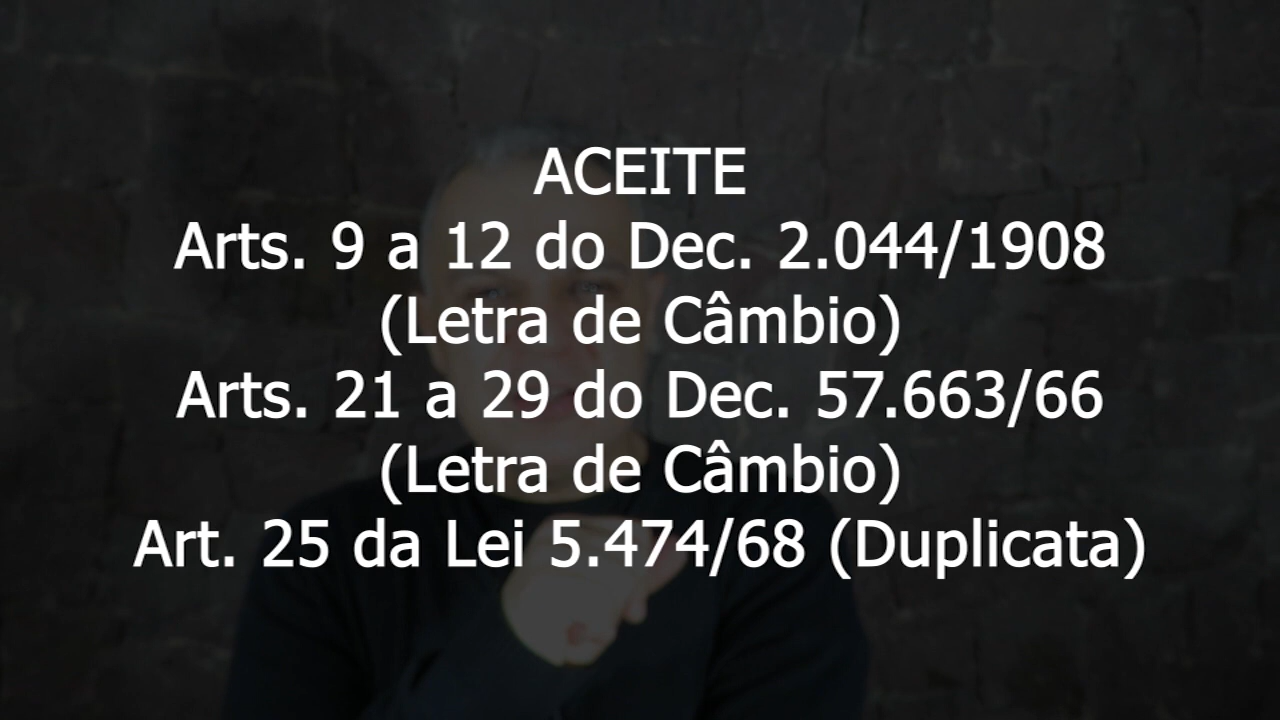 ACEITE
Arts. 9 a 12 do Dec. 2.044/1908
(Letra de Câmbio)
Arts. 21 a 29 do Dec. 57.663/66
(Letra de Câmbio)
Art. 25 da Lei 5.474/68 (Duplicata)